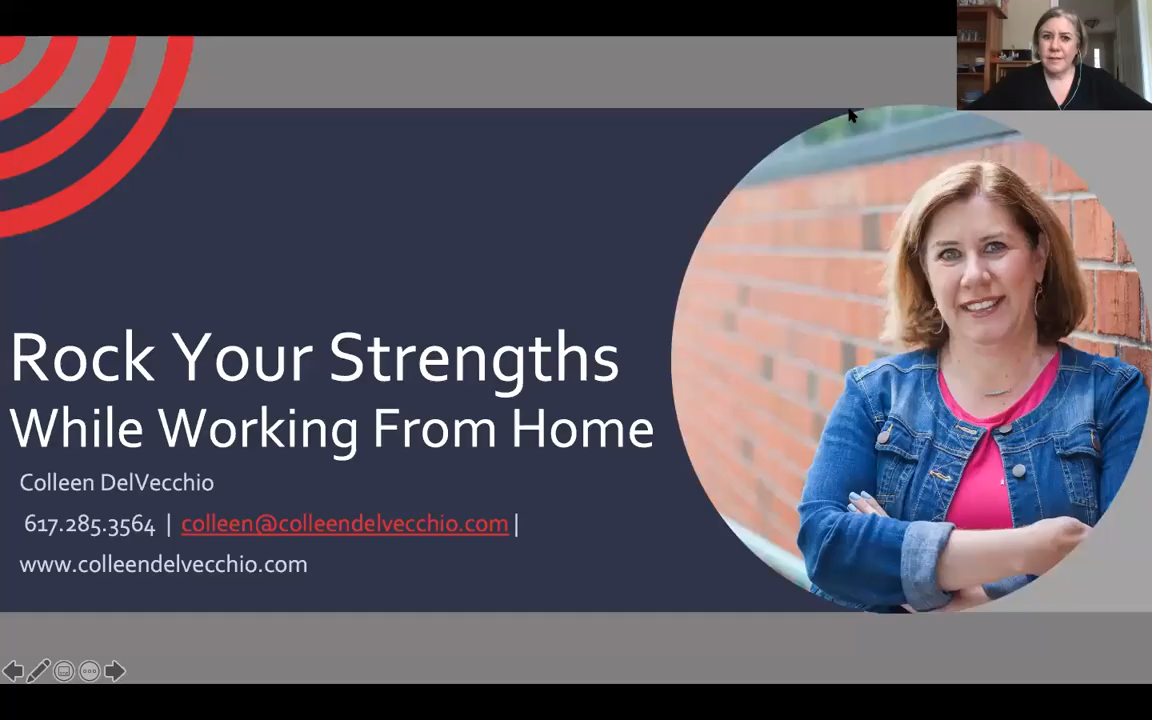 Rock Your Strengths
While Working From Home
Colleen DelVecchio
617.285.3564 | colleen@colleendelvecchio.com |
www.colleendelvecchio.com